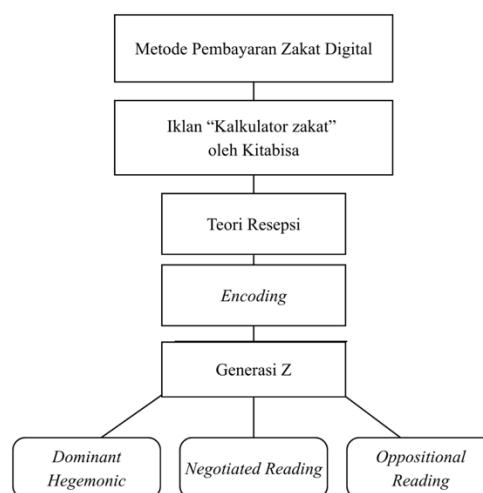 Metode Pembayaran Zakat Digital
Iklan “Kalkulator zakat”
oleh Kitabisa
Teori Resepsi
Encoding
Generasi Z
Dominant
Hegemonic
Negotiated Reading
Oppositional
Reading